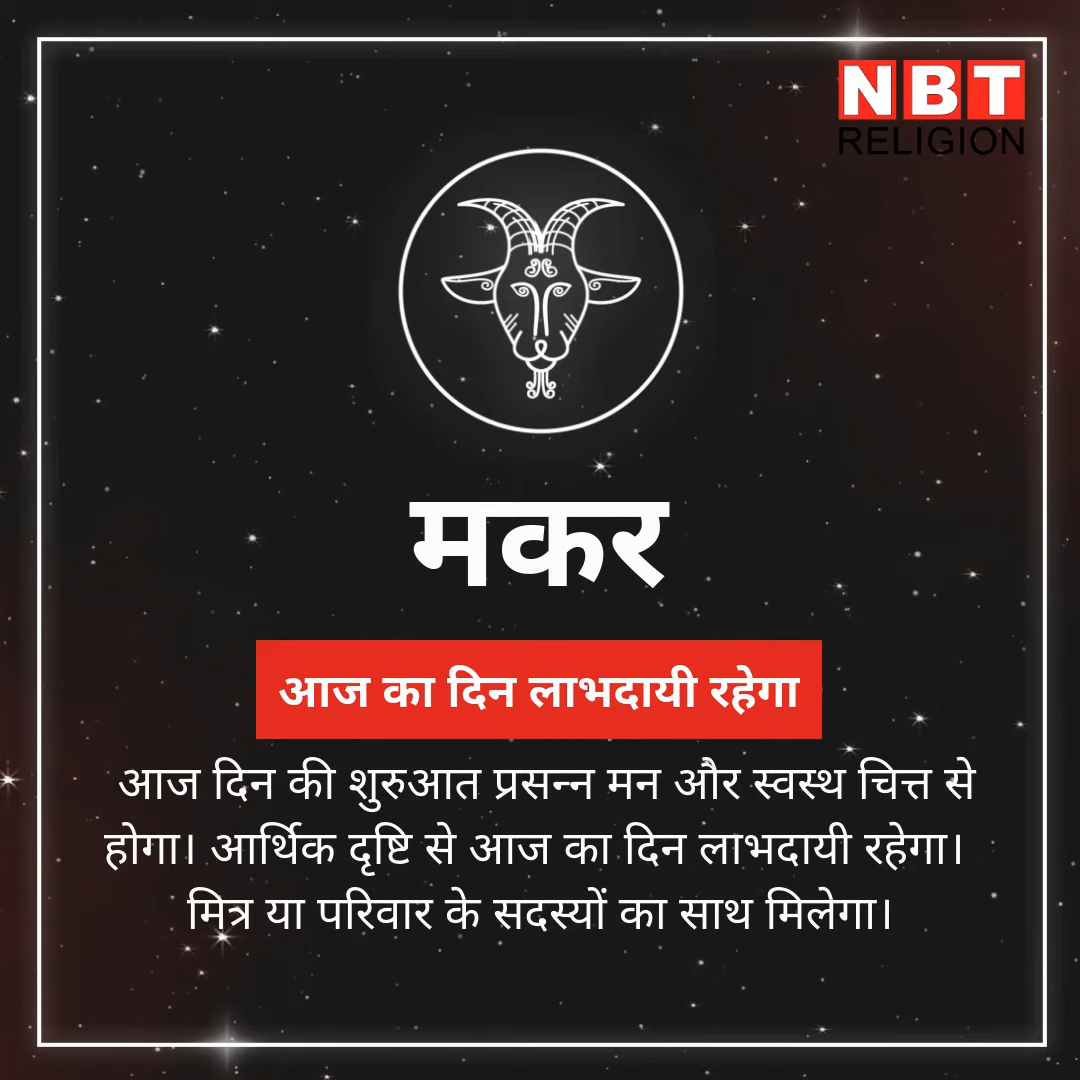 NBT
RELIGION
मकर
आज का दिन लाभदायी रहेगा
आज दिन की शुरुआत प्रसन्न मन और स्वस्थ चित्त से
होगा। आर्थिक दृष्टि से आज का दिन लाभदायी रहेगा।
मित्र या परिवार के सदस्यों का साथ मिलेगा।